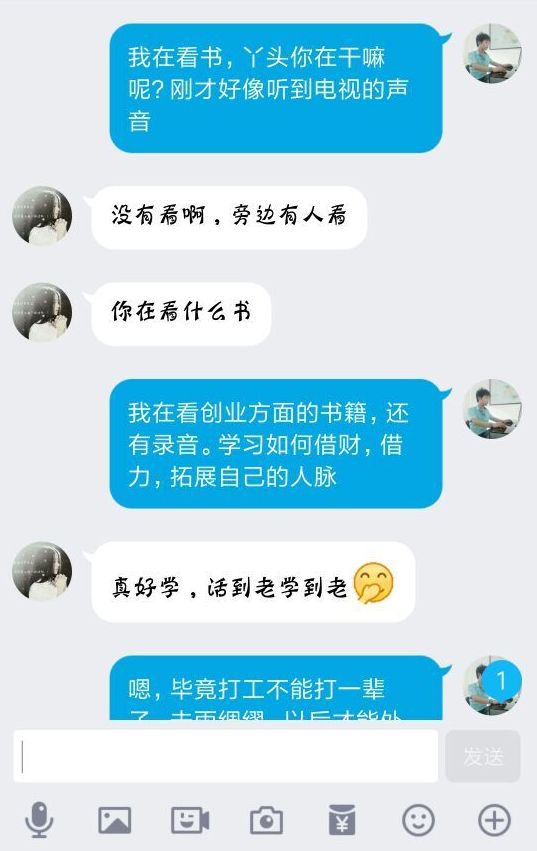 我在看书，丫头你在干嘛
呢？刚才好像听到电视的声
音
没有看啊，旁边有人看
你在看什么书
我在看创业方面的书籍，还
有录音。学习如何借财，借
力，拓展自己的人脉
真好学，活到老学到老
嗯，毕竟打工不能打一辈
1
发送